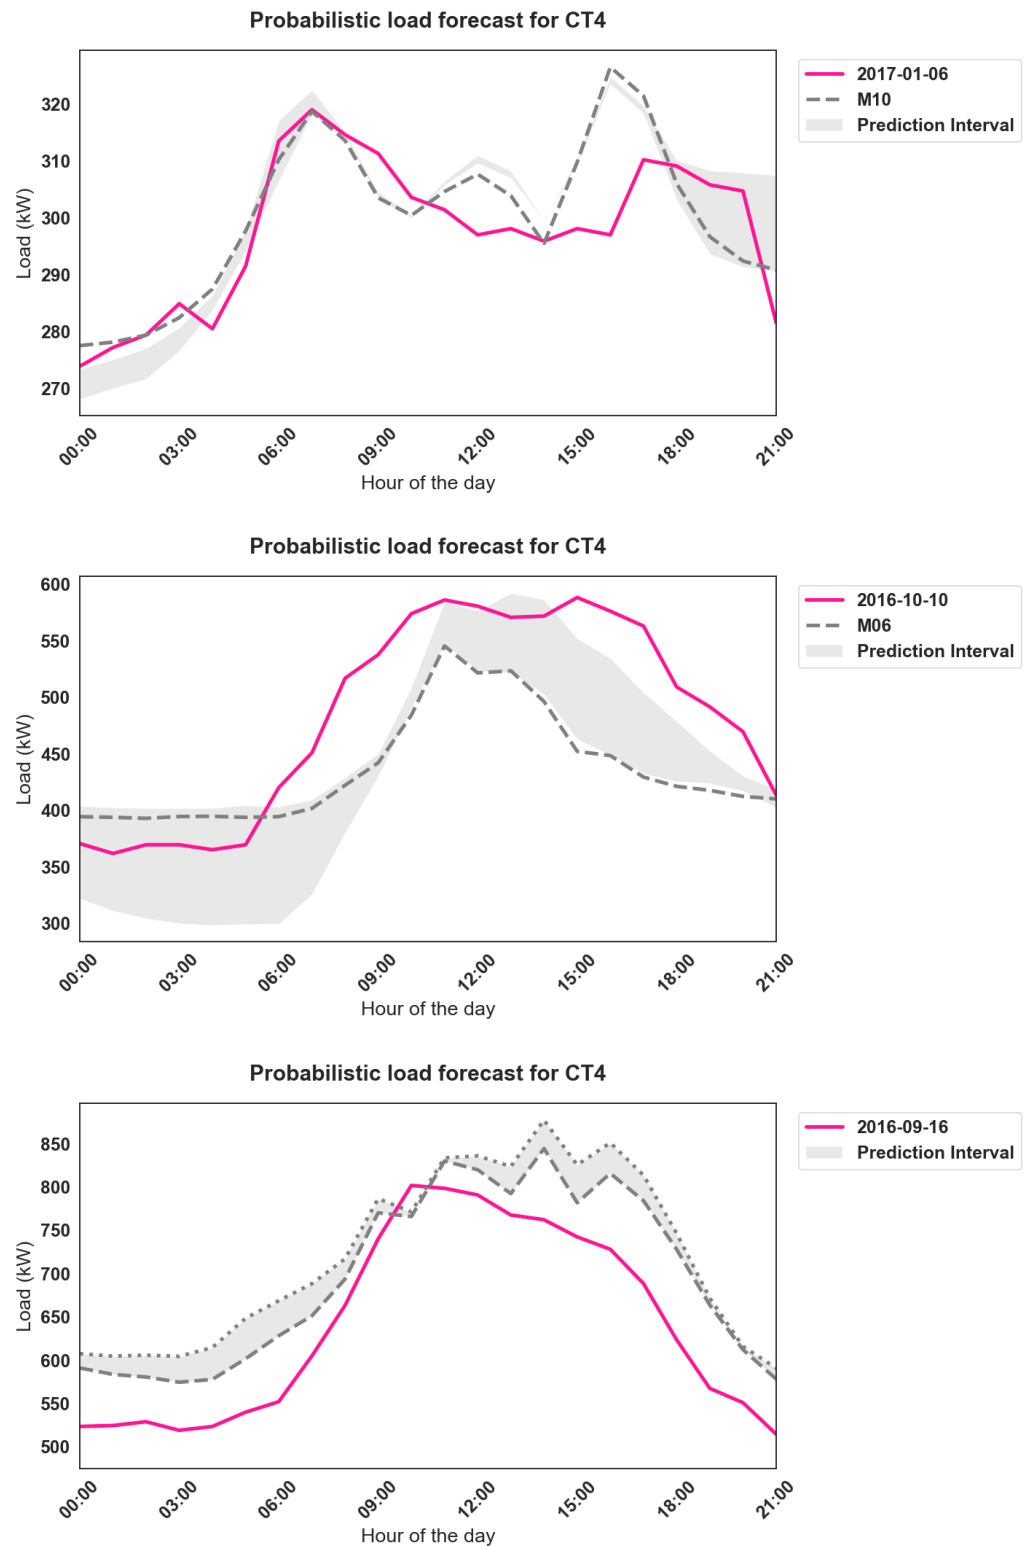 Probabilistic load forecast for CT4
2017-01-06
M10
Prediction Interval
320
310
300
290
280
270
Load (kW)
00:00 03:00 06:00 09:00 12:00 15:00 18:00 21:00
Hour of the day
Probabilistic load forecast for CT4
2016-10-10
M06
Prediction Interval
600
550
500
450
400
350
300
Load (kW)
00:00 03:00 06:00 09:00 12:00 15:00 18:00 21:00
Hour of the day
Probabilistic load forecast for CT4
2016-09-16
Prediction Interval
850
800
750
700
650
600
550
500
Load (kW)
00:00 03:00 06:00 09:00 12:00 15:00 18:00 21:00
Hour of the day